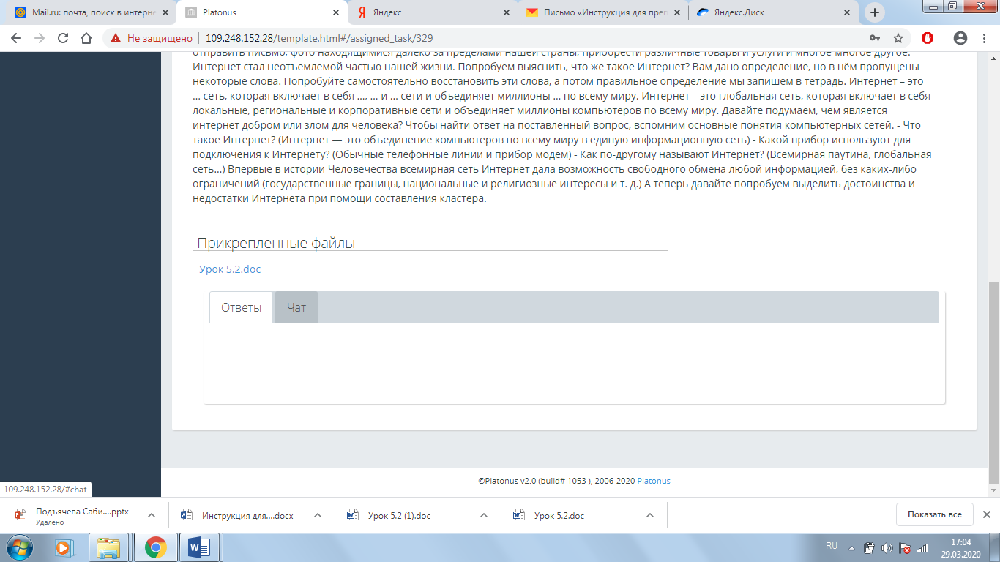 Mail.ru: почта, поиск в интерне
Platonus
Яндекс
Письмо «Инструкция для преп
Яндекс.Диск
Не защищено
109.248.152.28/template.html#/assigned_task/329
отправить письмо, фото находящимися далеко за пределами нашей страны, приобрести различные товары и услуги и многое-многое другое.
Интернет стал неотъемлемой частью нашей жизни. Попробуем выяснить, что же такое Интернет? Вам дано определение, но в нём пропущены
некоторые слова. Попробуйте самостоятельно восстановить эти слова, а потом правильное определение мы запишем в тетрадь. Интернет – это
... сеть, которая включает в себя ..., ... и ... сети и объединяет миллионы ... по всему миру. Интернет – это глобальная сеть, которая включает в себя
локальные, региональные и корпоративные сети и объединяет миллионы компьютеров по всему миру. Давайте подумаем, чем является
интернет добром или злом для человека? Чтобы найти ответ на поставленный вопрос, вспомним основные понятия компьютерных сетей. - Что
такое Интернет? (Интернет — это объединение компьютеров по всему миру в единую информационную сеть) - Какой прибор используют для
подключения к Интернету? (Обычные телефонные линии и прибор модем) - Как по-другому называют Интернет? (Всемирная паутина, глобальная
сеть...) Впервые в истории Человечества всемирная сеть Интернет дала возможность свободного обмена любой информацией, без каких-либо
ограничений (государственные границы, национальные и религиозные интересы и т. д.) А теперь давайте попробуем выделить достоинства и
недостатки Интернета при помощи составления кластера.
Прикрепленные файлы
Урок 5.2.doc
Ответы
Чат
©Platonus v2.0 (build# 1053 ), 2006-2020 Platonus
109.248.152.28/#chat
Подъячева Саби....pptx
Удалено
Инструкция для....docx
Урок 5.2 (1).doc
Урок 5.2.doc
Показать все
RU
17:04
29.03.2020